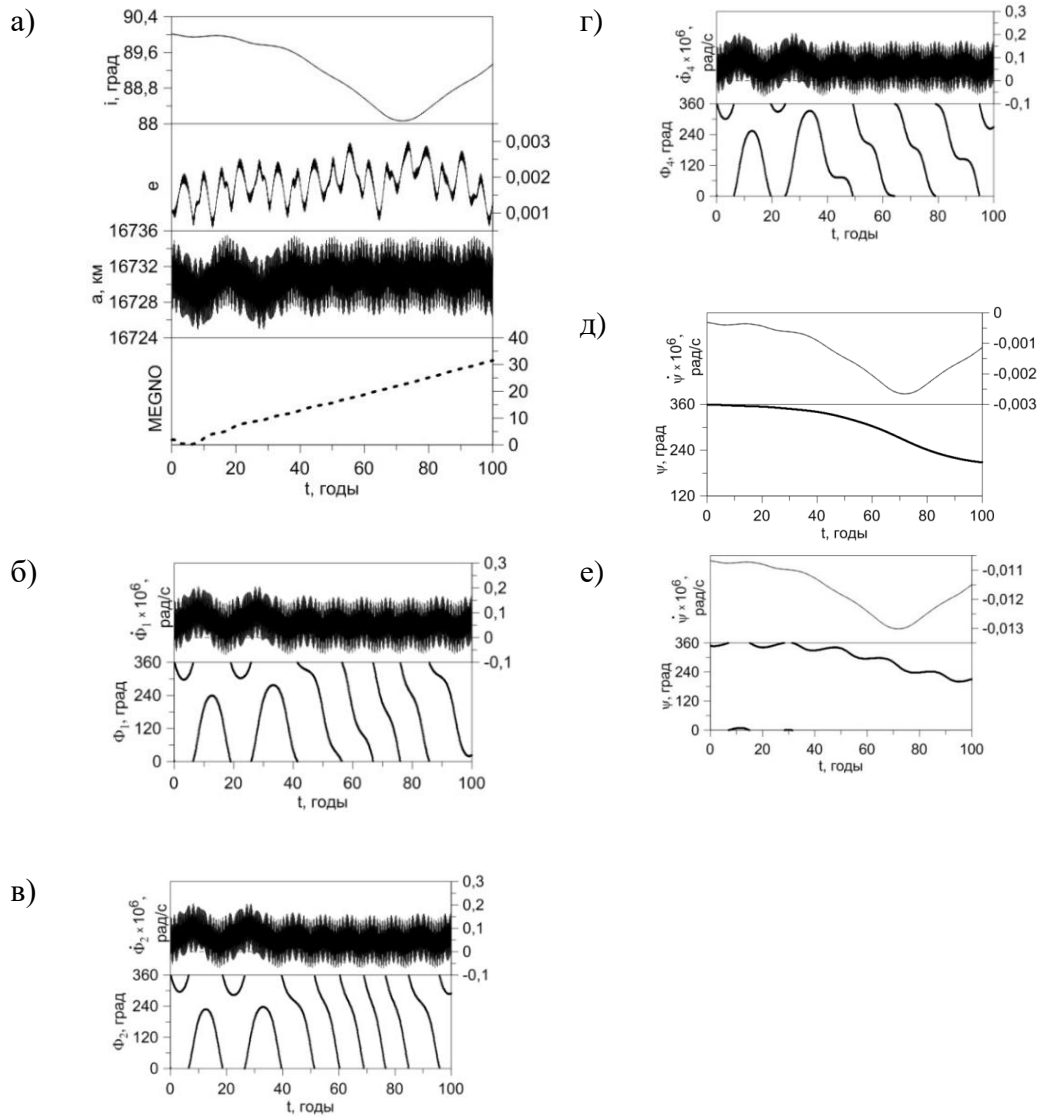 а)
90,4
89,6
88,8
88
i, град
0,003
0,002
0,001
e
16736
16732
16728
16724
a, км
40
30
20
10
0
MEGNO
0 20 40 60 80 100
t, годы
б)
0,3
0,2
0,1
0
-0,1
Φ̇₁ × 10⁶,
рад/с
360
240
120
0
Φ₁, град
0 20 40 60 80 100
t, годы
в)
0,3
0,2
0,1
0
-0,1
Φ̇₂ × 10⁶,
рад/с
360
240
120
0
Φ₂, град
0 20 40 60 80 100
t, годы
г)
0,3
0,2
0,1
0
-0,1
Φ̇₄ × 10⁶,
рад/с
360
240
120
0
Φ₄, град
0 20 40 60 80 100
t, годы
д)
0
-0,001
-0,002
-0,003
ψ̇ × 10⁶,
рад/с
360
240
120
ψ, град
0 20 40 60 80 100
t, годы
е)
-0,011
-0,012
-0,013
ψ̇ × 10⁶,
рад/с
360
240
120
0
ψ, град
0 20 40 60 80 100
t, годы